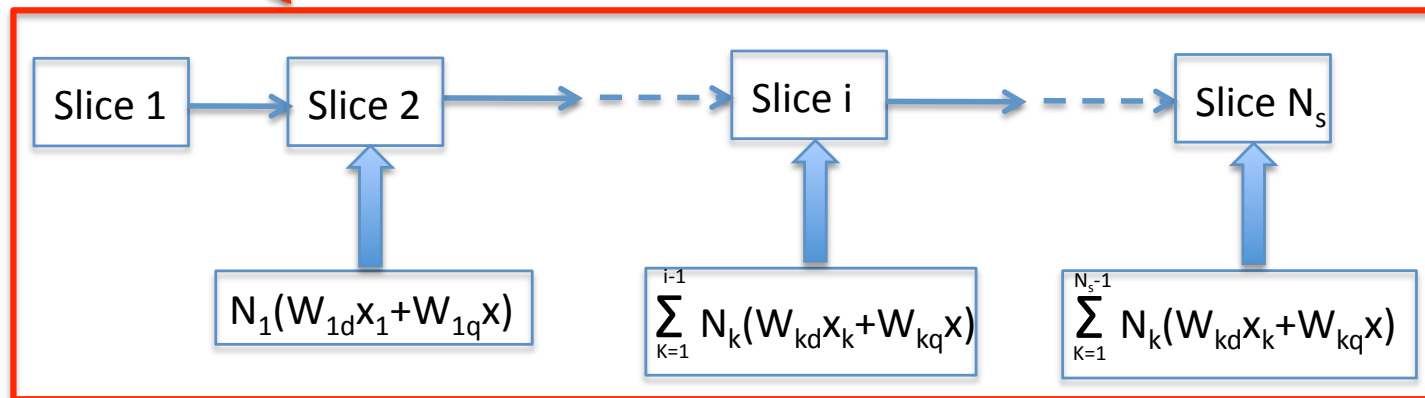 Slice 1
Slice 2
Slice i
Slice Nₛ
N₁(W₁dx₁+W₁qx)
i-1
Σ Nₖ(Wₖdxₖ+Wₖqx)
K=1
Nₛ-1
Σ Nₖ(Wₖdxₖ+Wₖqx)
K=1